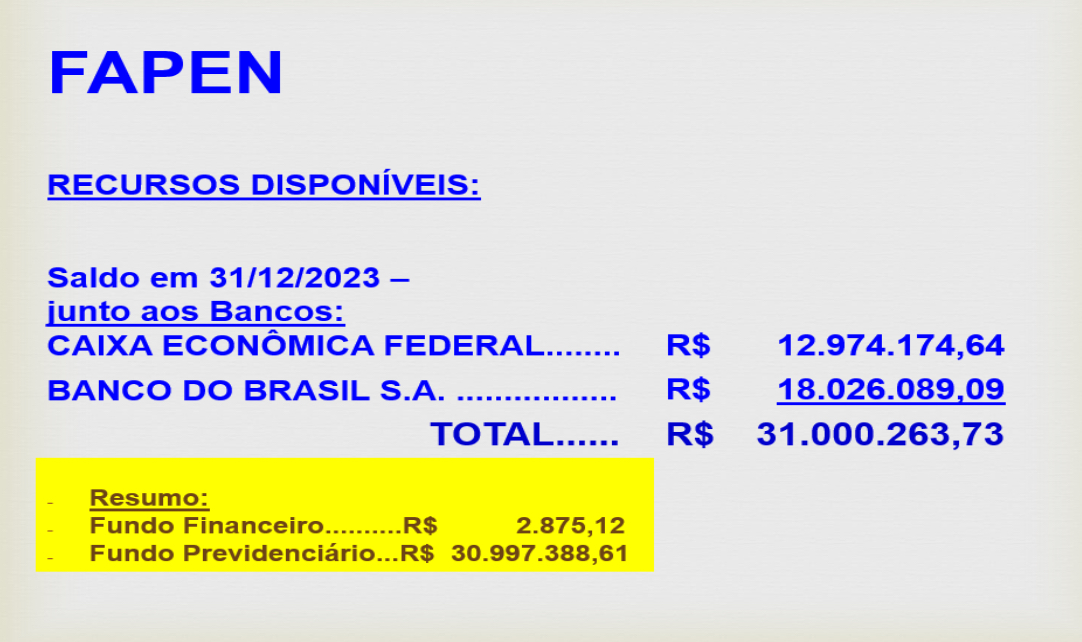 FAPEN
RECURSOS DISPONÍVEIS:
Saldo em 31/12/2023 –
junto aos Bancos:
CAIXA ECONÔMICA FEDERAL........ R$ 12.974.174,64
BANCO DO BRASIL S.A. ................. R$ 18.026.089,09
TOTAL...... R$ 31.000.263,73
- Resumo:
- Fundo Financeiro..........R$ 2.875,12
- Fundo Previdenciário...R$ 30.997.388,61